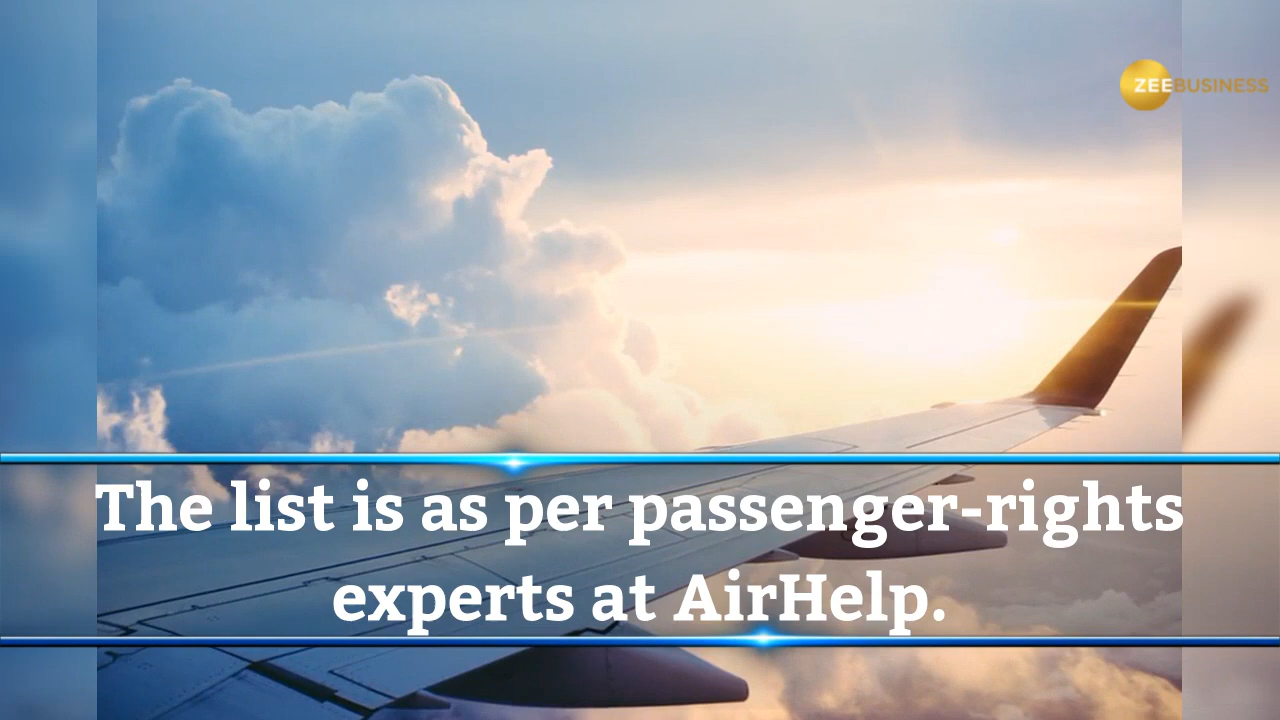 ZEEBUSINESS
The list is as per passenger-rights
experts at AirHelp.